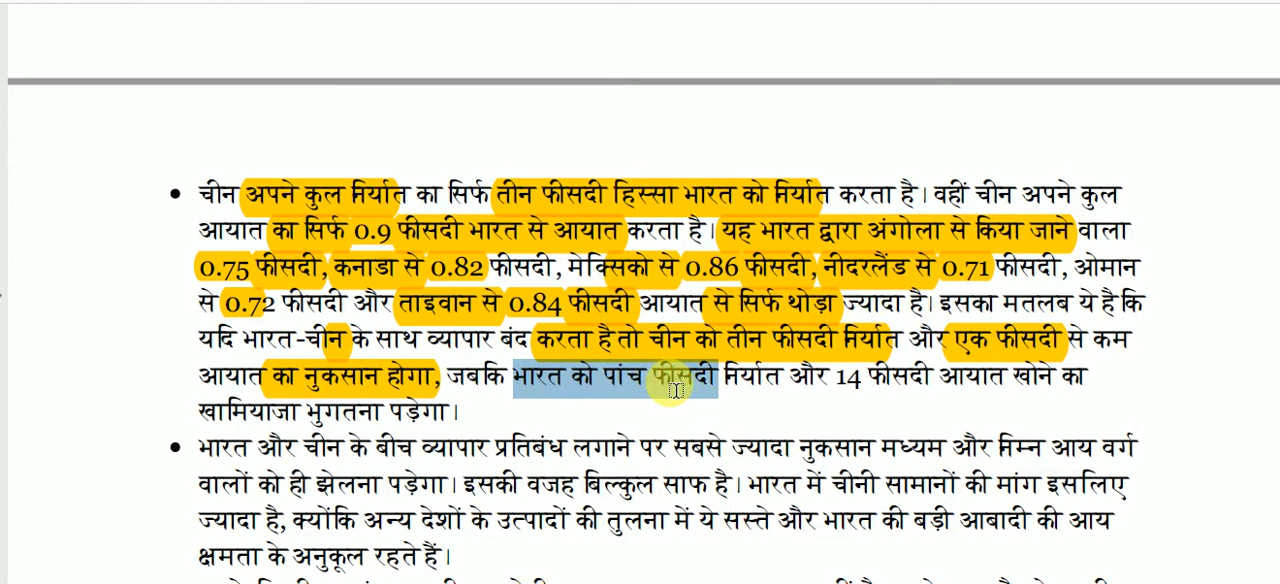 • चीन अपने कुल निर्यात का सिर्फ तीन फीसदी हिस्सा भारत को निर्यात करता है। वहीं चीन अपने कुल
आयात का सिर्फ 0.9 फीसदी भारत से आयात करता है। यह भारत द्वारा अंगोला से किया जाने वाला
0.75 फीसदी, कनाडा से 0.82 फीसदी, मेक्सिको से 0.86 फीसदी, नीदरलैंड से 0.71 फीसदी, ओमान
से 0.72 फीसदी और ताइवान से 0.84 फीसदी आयात से सिर्फ थोड़ा ज्यादा है। इसका मतलब ये है कि
यदि भारत-चीन के साथ व्यापार बंद करता है तो चीन को तीन फीसदी निर्यात और एक फीसदी से कम
आयात का नुकसान होगा, जबकि भारत को पांच फीसदी निर्यात और 14 फीसदी आयात खोने का
खामियाजा भुगतना पड़ेगा।
• भारत और चीन के बीच व्यापार प्रतिबंध लगाने पर सबसे ज्यादा नुकसान मध्यम और निम्न आय वर्ग
वालों को ही झेलना पड़ेगा। इसकी वजह बिल्कुल साफ है। भारत में चीनी सामानों की मांग इसलिए
ज्यादा है, क्योंकि अन्य देशों के उत्पादों की तुलना में ये सस्ते और भारत की बड़ी आबादी की आय
क्षमता के अनुकूल रहते हैं।